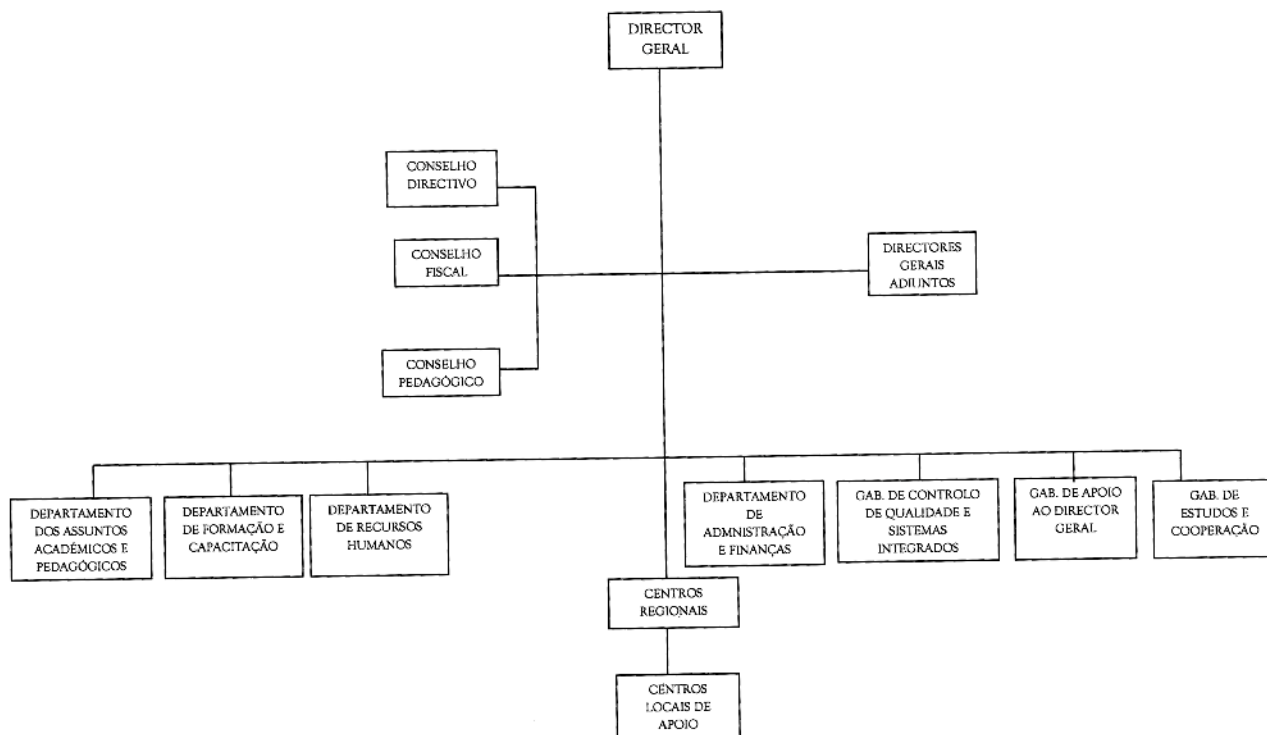 DIRECTOR
GERAL
CONSELHO
DIRECTIVO
CONSELHO
FISCAL
DIRECTORES
GERAIS
ADJUNTOS
CONSELHO
PEDAGÓGICO
DEPARTAMENTO
DOS ASSUNTOS
ACADÉMICOS E
PEDAGÓGICOS
DEPARTAMENTO
DE FORMAÇÃO E
CAPACITAÇÃO
DEPARTAMENTO
DE RECURSOS
HUMANOS
DEPARTAMENTO
DE
ADMNISTRAÇÃO
E FINANÇAS
GAB. DE CONTROLO
DE QUALIDADE E
SISTEMAS
INTEGRADOS
GAB. DE APOIO
AO DIRECTOR
GERAL
GAB. DE
ESTUDOS E
COOPERAÇÃO
CENTROS
REGIONAIS
CENTROS
LOCAIS DE
APOIO